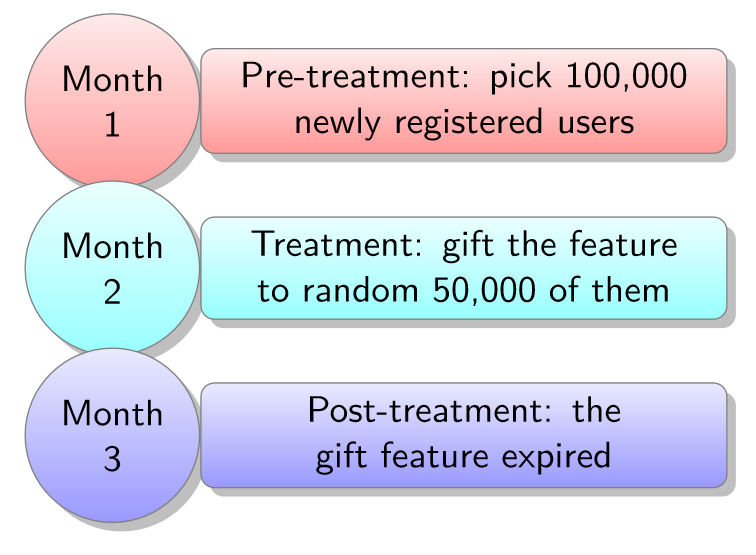 Month
1
Pre-treatment: pick 100,000
newly registered users
Month
2
Treatment: gift the feature
to random 50,000 of them
Month
3
Post-treatment: the
gift feature expired